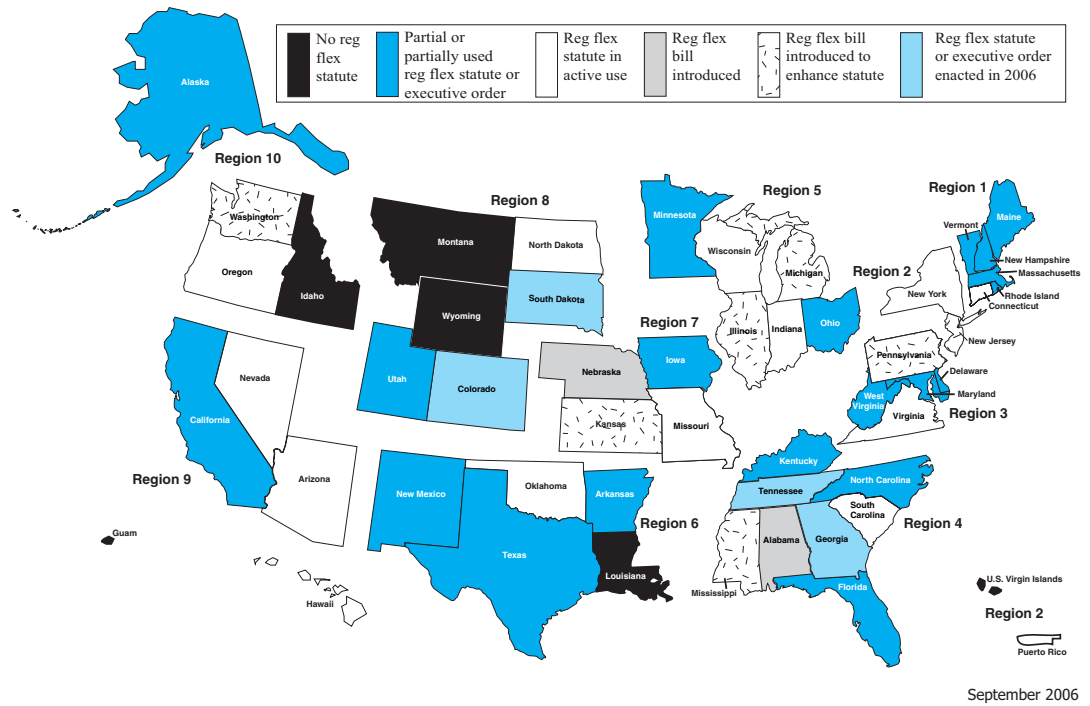 No reg
flex
statute
Partial or
partially used
reg flex statute or
executive order
Reg flex
statute in
active use
Reg flex
bill
introduced
Reg flex bill
introduced to
enhance statute
Reg flex statute
or executive order
enacted in 2006
Alaska
Region 10
Washington
Oregon
Idaho
Region 8
Montana
North Dakota
South Dakota
Wyoming
Utah
Colorado
Region 5
Minnesota
Wisconsin
Michigan
Illinois
Indiana
Ohio
Region 1
Vermont
Maine
New Hampshire
Massachusetts
Rhode Island
Connecticut
Region 2
New York
New Jersey
Region 7
Iowa
Nebraska
Kansas
Missouri
Pennsylvania
Delaware
Maryland
West
Virginia
Virginia
Region 3
Nevada
California
Arizona
Region 9
Guam
Hawaii
New Mexico
Oklahoma
Arkansas
Texas
Louisiana
Region 6
Kentucky
Tennessee
North Carolina
South
Carolina
Region 4
Mississippi
Alabama
Georgia
Florida
U.S. Virgin Islands
Region 2
Puerto Rico
September 2006